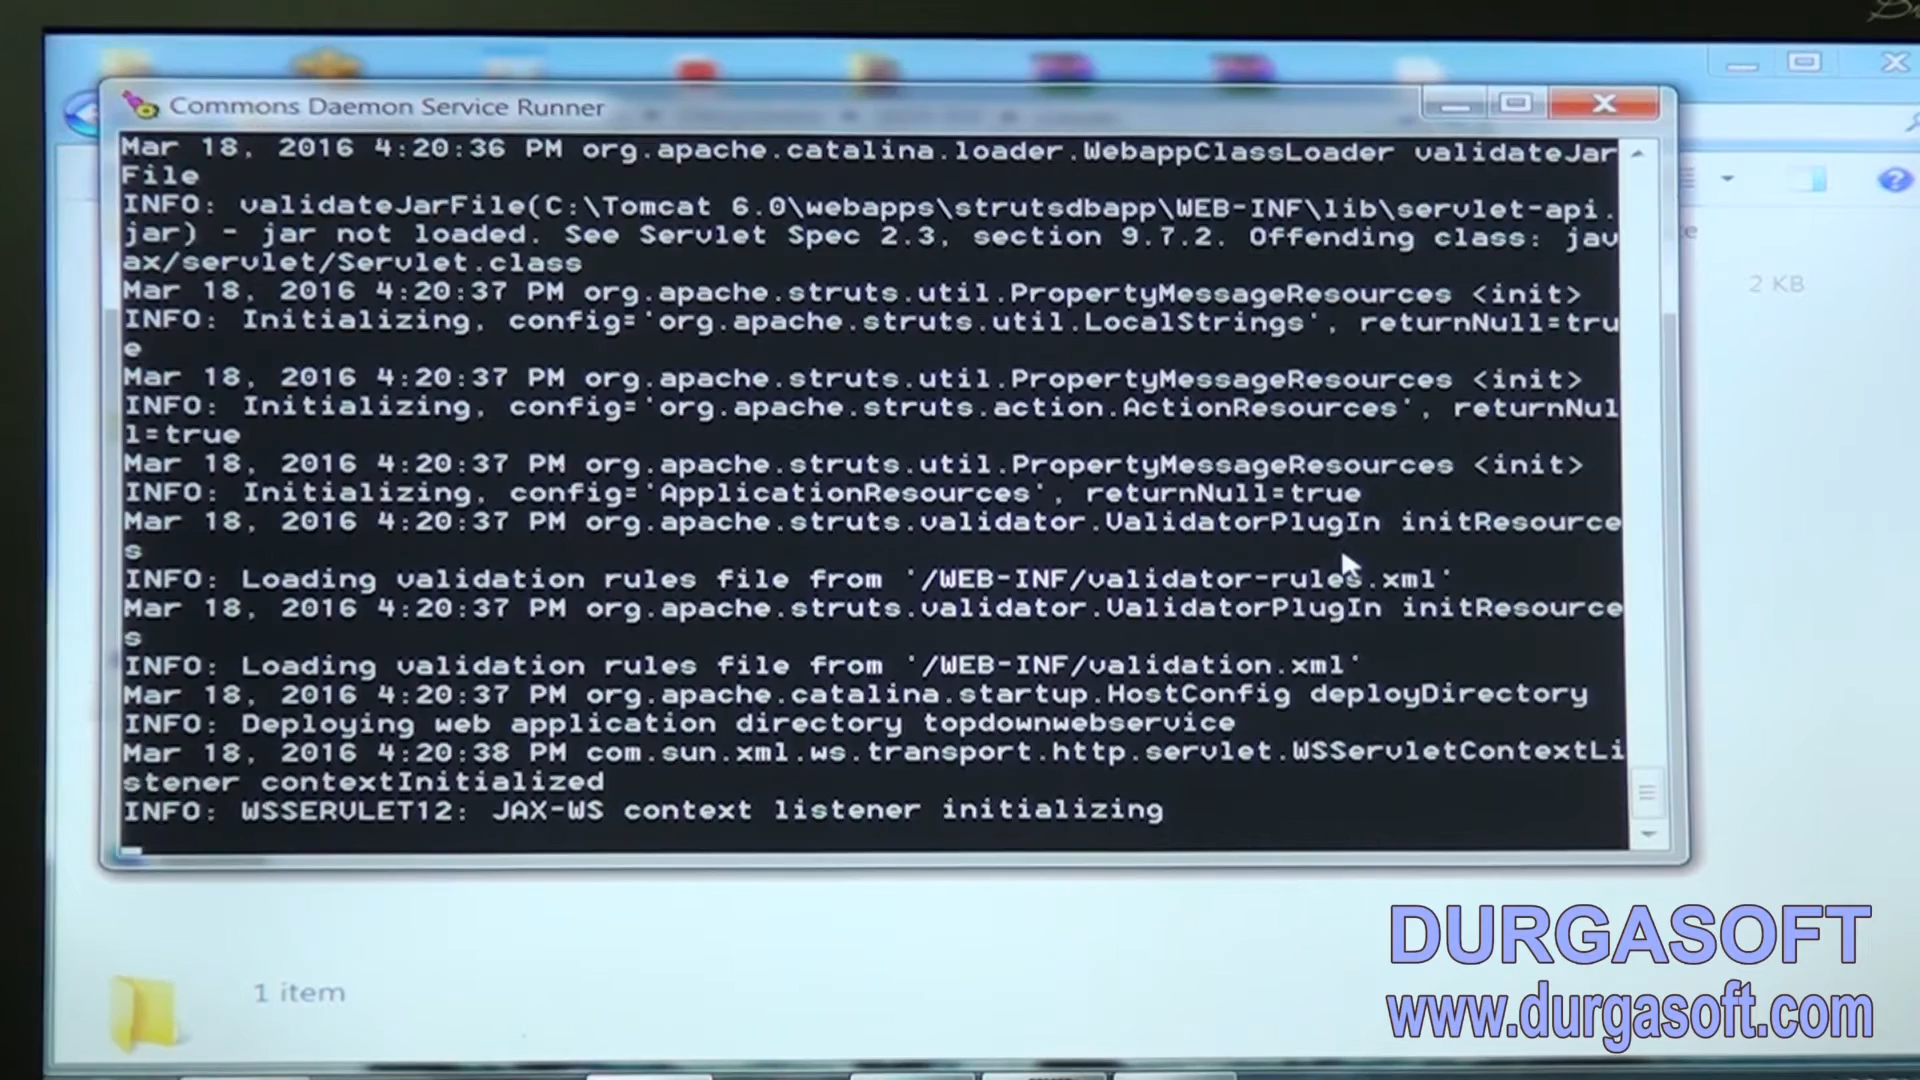 Commons Daemon Service Runner
Mar 18, 2016 4:20:36 PM org.apache.catalina.loader.WebappClassLoader validateJar
File
INFO: validateJarFile(C:\Tomcat 6.0\webapps\strutsdbapp\WEB-INF\lib\servlet-api.
jar) - jar not loaded. See Servlet Spec 2.3, section 9.7.2. Offending class: jav
ax/servlet/Servlet.class
Mar 18, 2016 4:20:37 PM org.apache.struts.util.PropertyMessageResources <init>
INFO: Initializing, config='org.apache.struts.util.LocalStrings', returnNull=tru
e
Mar 18, 2016 4:20:37 PM org.apache.struts.util.PropertyMessageResources <init>
INFO: Initializing, config='org.apache.struts.action.ActionResources', returnNul
l=true
Mar 18, 2016 4:20:37 PM org.apache.struts.util.PropertyMessageResources <init>
INFO: Initializing, config='ApplicationResources', returnNull=true
Mar 18, 2016 4:20:37 PM org.apache.struts.validator.ValidatorPlugIn initResource
s
INFO: Loading validation rules file from '/WEB-INF/validator-rules.xml'
Mar 18, 2016 4:20:37 PM org.apache.struts.validator.ValidatorPlugIn initResource
s
INFO: Loading validation rules file from '/WEB-INF/validation.xml'
Mar 18, 2016 4:20:37 PM org.apache.catalina.startup.HostConfig deployDirectory
INFO: Deploying web application directory topdownwebservice
Mar 18, 2016 4:20:38 PM com.sun.xml.ws.transport.http.servlet.WSServletContextLi
stener contextInitialized
INFO: WSSERVLET12: JAX-WS context listener initializing
2 KB
1 item
DURGASOFT
www.durgasoft.com